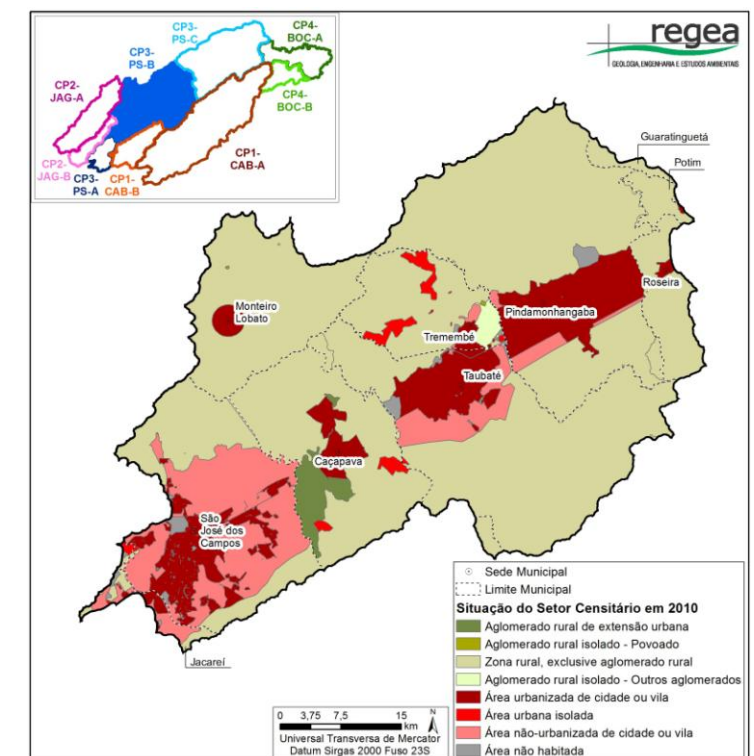 CP4-
BOC-A
CP3-
PS-C
CP3-
PS-B
CP2-
JAG-A
CP4-
BOC-B
CP2-
JAG-B
CP3-
PS-A
CP1-
CAB-B
CP1-
CAB-A
regea
GEOLOGIA, ENGENHARIA E ESTUDOS AMBIENTAIS
Guaratinguetá
Potim
Roseira
Monteiro
Lobato
Pindamonhangaba
Tremembé
Taubaté
Caçapava
São
José dos
Campos
Jacareí
Sede Municipal
Limite Municipal
Situação do Setor Censitário em 2010
Aglomerado rural de extensão urbana
Aglomerado rural isolado - Povoado
Zona rural, exclusive aglomerado rural
Aglomerado rural isolado - Outros aglomerados
Área urbanizada de cidade ou vila
Área urbana isolada
Área não-urbanizada de cidade ou vila
Área não habitada
0 3,75 7,5 15
km
N
Universal Transversa de Mercator
Datum Sirgas 2000 Fuso 23S